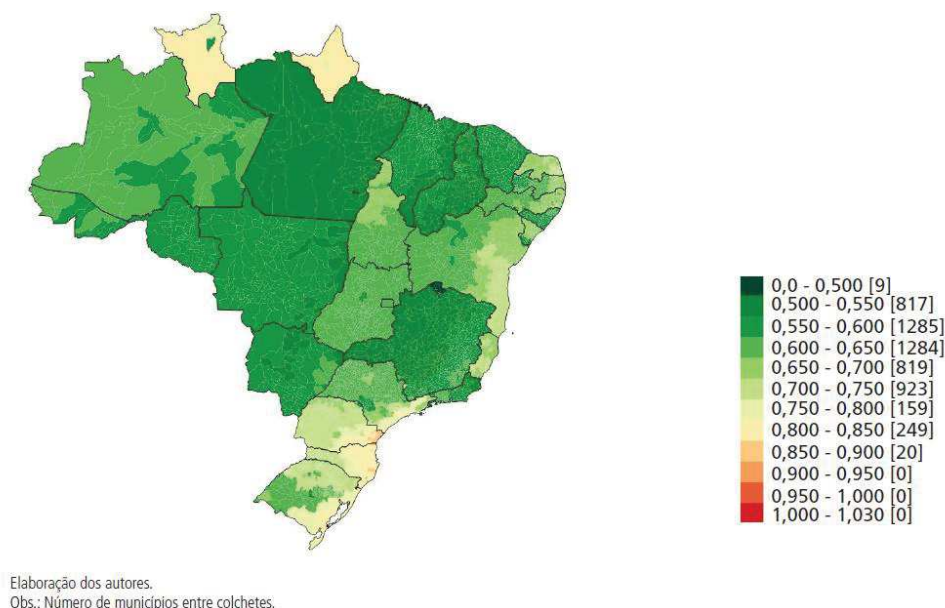 0,0 - 0,500 [9]
0,500 - 0,550 [817]
0,550 - 0,600 [1285]
0,600 - 0,650 [1284]
0,650 - 0,700 [819]
0,700 - 0,750 [923]
0,750 - 0,800 [159]
0,800 - 0,850 [249]
0,850 - 0,900 [20]
0,900 - 0,950 [0]
0,950 - 1,000 [0]
1,000 - 1,030 [0]
Elaboração dos autores.
Obs.: Número de municípios entre colchetes.